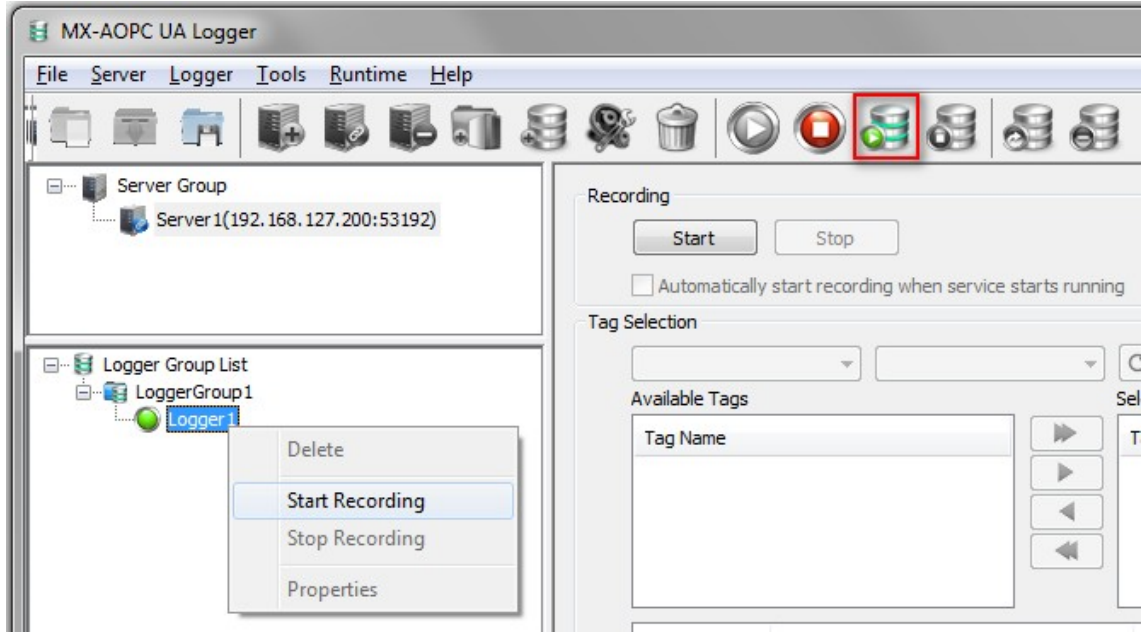 MX-AOPC UA Logger
File Server Logger Tools Runtime Help
Server Group
Server1(192.168.127.200:53192)
Logger Group List
LoggerGroup1
Logger1
Delete
Start Recording
Stop Recording
Properties
Recording
Start Stop
Automatically start recording when service starts running
Tag Selection
Available Tags
Sel
Tag Name
T